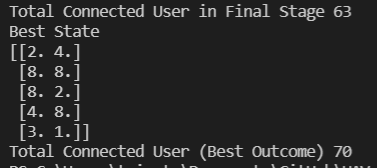 Total Connected User in Final Stage 63
Best State
[[2. 4.]
[8. 8.]
[8. 2.]
[4. 8.]
[3. 1.]]
Total Connected User (Best Outcome) 70